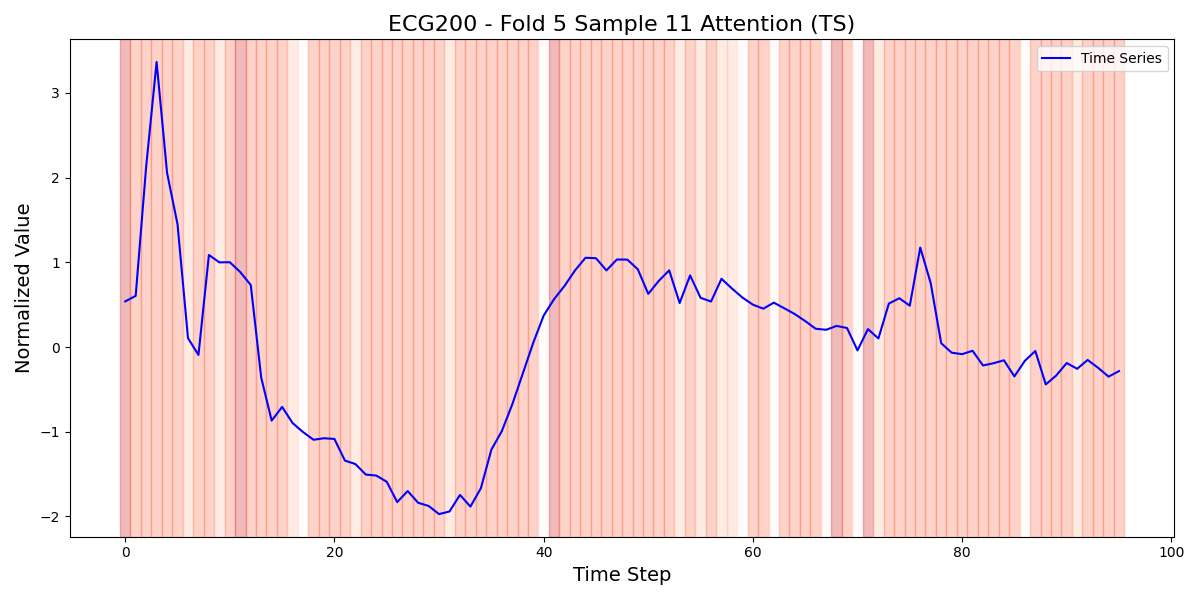 ECG200 - Fold 5 Sample 11 Attention (TS)
Time Series
Normalized Value
3
2
1
0
−1
−2
0 20 40 60 80 100
Time Step